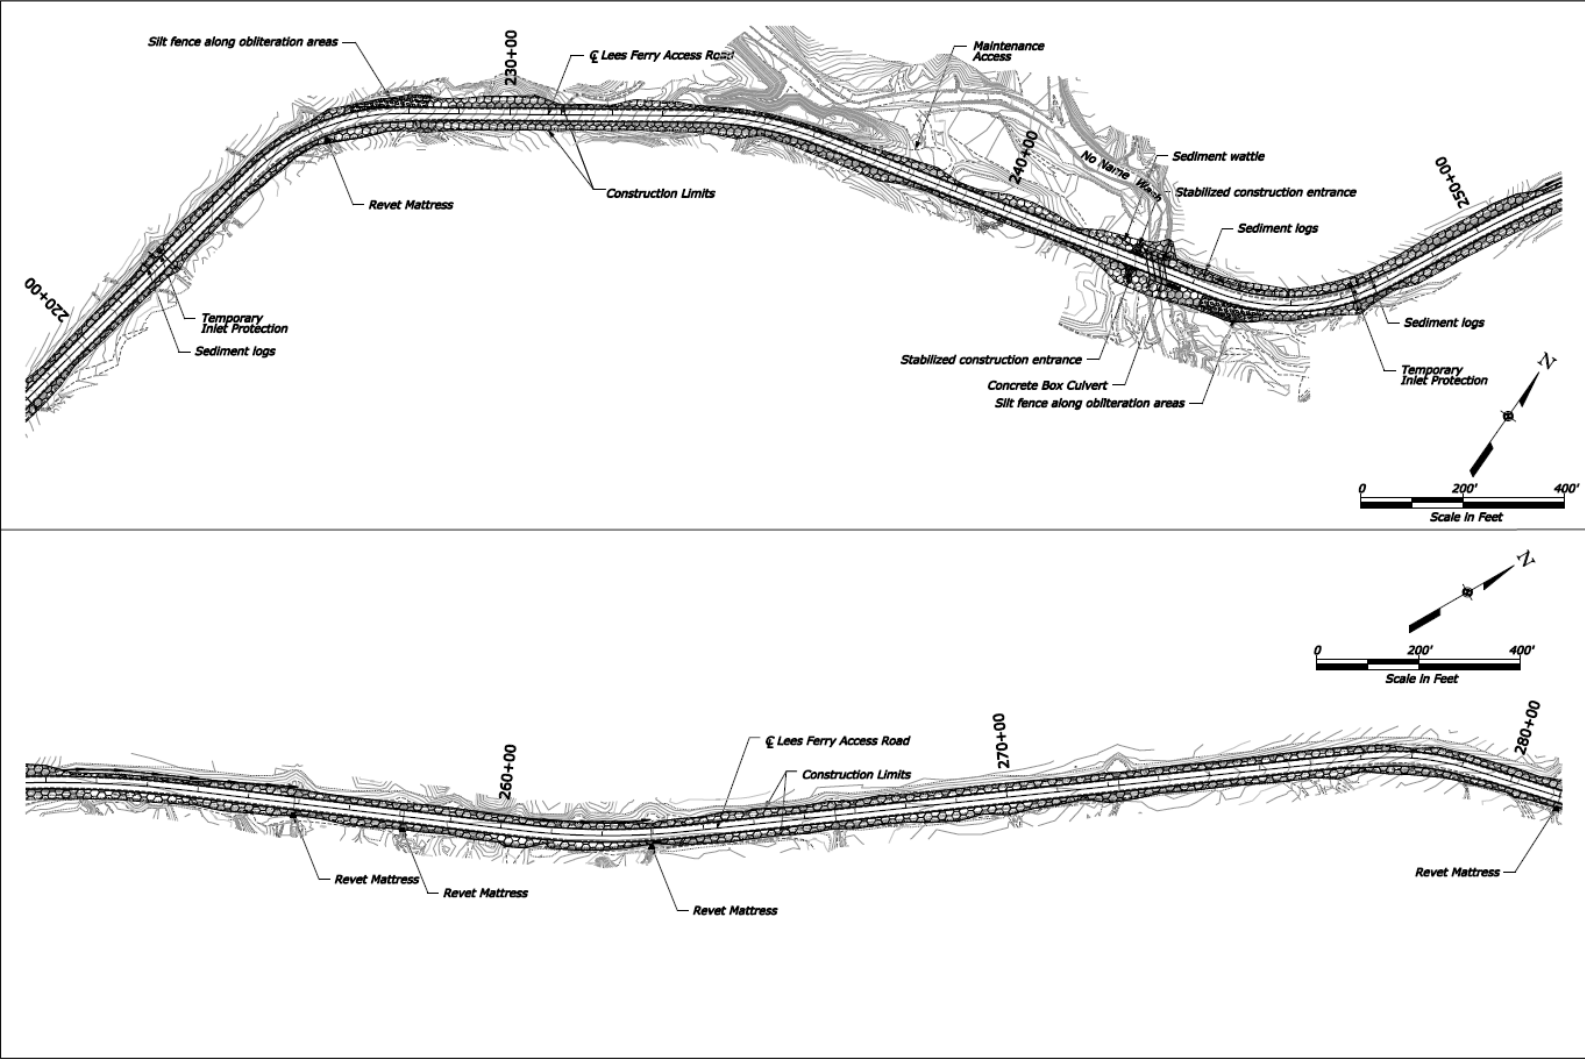 Silt fence along obliteration areas
230+00
℄ Lees Ferry Access Road
Maintenance
Access
240+00
No Name Wash
Sediment wattle
Stabilized construction entrance
250+00
Revet Mattress
Construction Limits
Sediment logs
220+00
Temporary
Inlet Protection
Sediment logs
Stabilized construction entrance
Concrete Box Culvert
Silt fence along obliteration areas
Sediment logs
Temporary
Inlet Protection
N
0 200' 400'
Scale in Feet
N
0 200' 400'
Scale in Feet
260+00
℄ Lees Ferry Access Road
Construction Limits
270+00
280+00
Revet Mattress
Revet Mattress
Revet Mattress
Revet Mattress